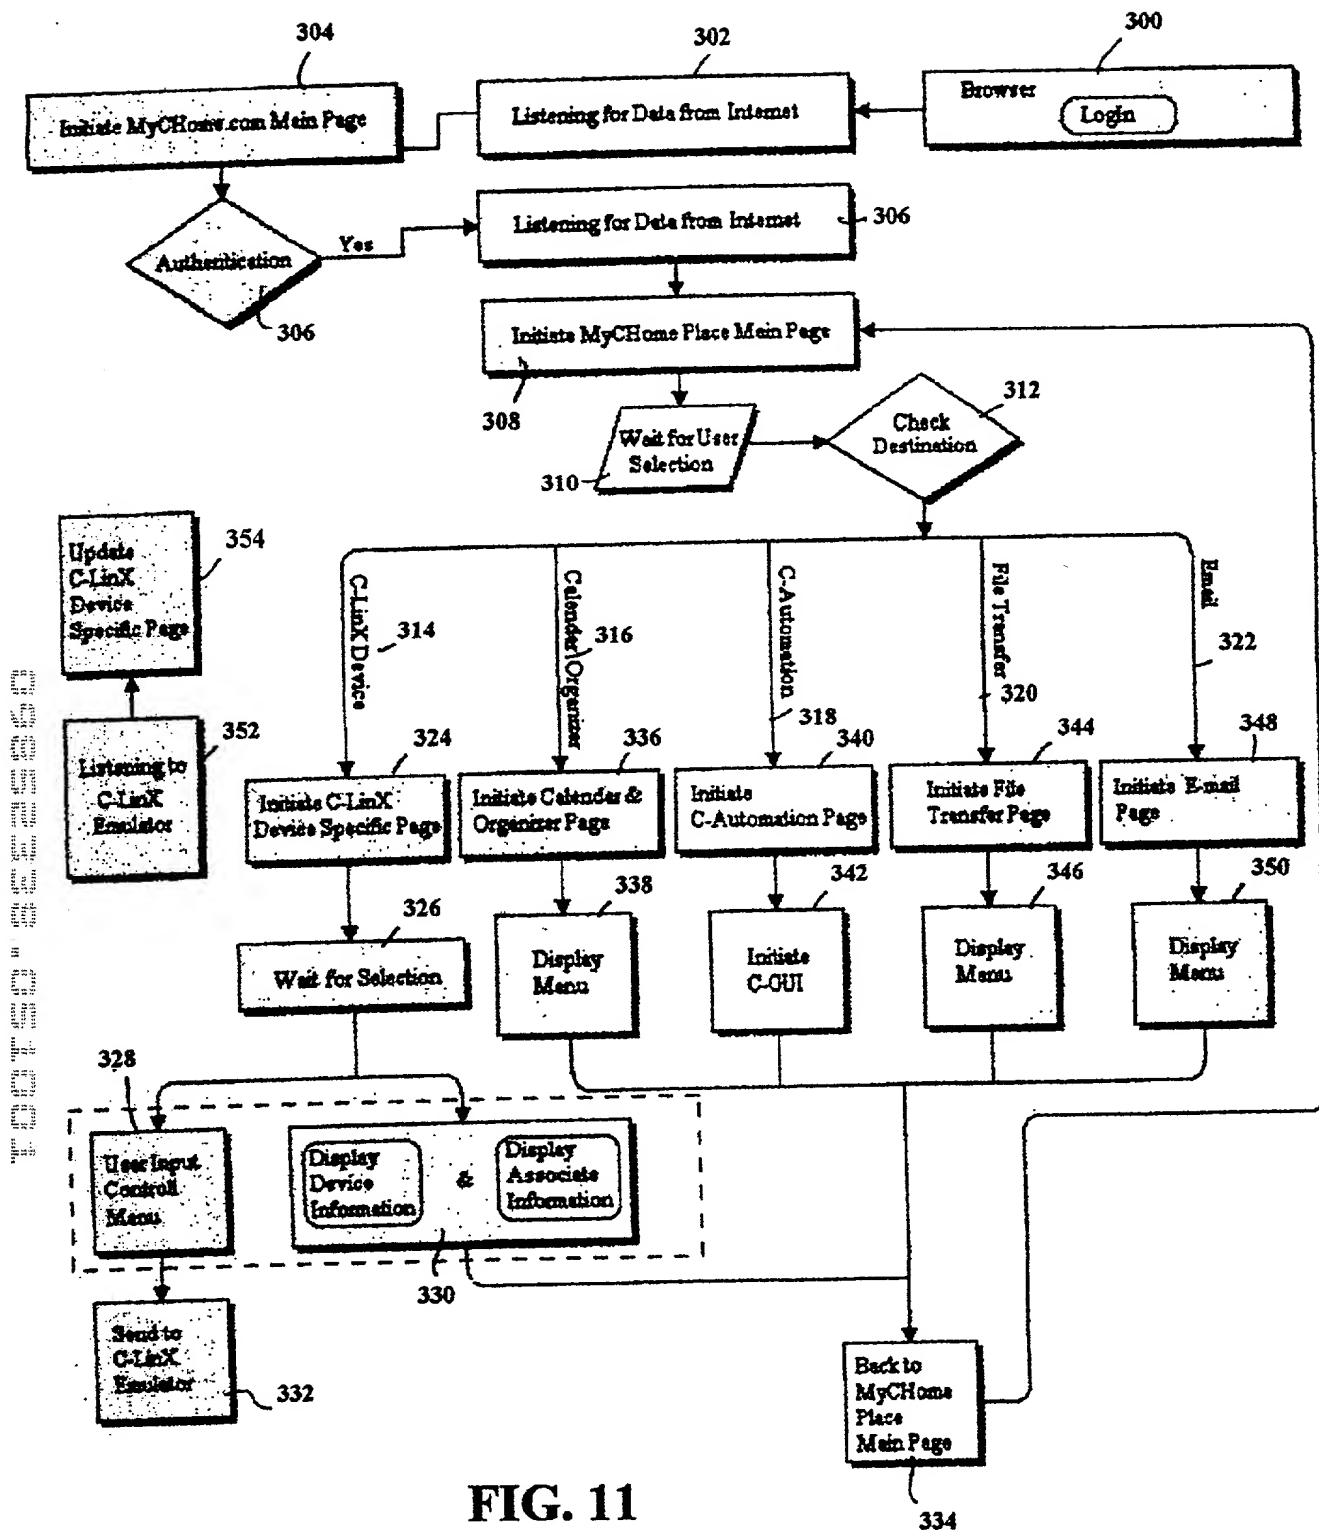 304
302
300
Initiate MyCHome.com Main Page
Listening for Data from Internet
Browser
Login
Listening for Data from Internet
306
Yes
Authentication
306
Initiate MyCHome Place Main Page
308
312
Check
Destination
Wait for User
Selection
310
354
Update
C-LinX
Device
Specific Page
C-LinX Device
314
Calender\Organizer
316
C-Automation
318
File Transfer
320
Email
322
352
Listening to
C-LinX
Emulator
324
336
340
344
348
Initiate C-LinX
Device Specific Page
Initiate Calender &
Organizer Page
Initiate
C-Automation Page
Initiate File
Transfer Page
Initiate E-mail
Page
326
338
342
346
350
Wait for Selection
Display
Menu
Initiate
C-GUI
Display
Menu
Display
Menu
328
User Input
Controll
Menu
Display
Device
Information
&
Display
Associate
Information
330
Send to
C-LinX
Emulator
332
Back to
MyCHome
Place
Main Page
334
FIG. 11